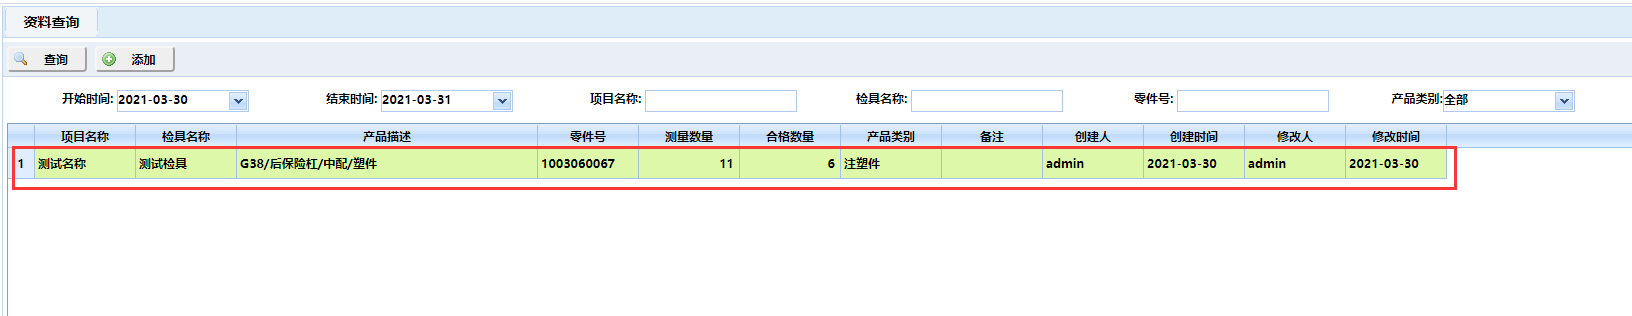 资料查询
查询 添加
开始时间: 2021-03-30 结束时间: 2021-03-31 项目名称: 检具名称: 零件号: 产品类别: 全部
项目名称 检具名称 产品描述 零件号 测量数量 合格数量 产品类别 备注 创建人 创建时间 修改人 修改时间
1 测试名称 测试检具 G38/后保险杠/中配/塑件 1003060067 11 6 注塑件 admin 2021-03-30 admin 2021-03-30